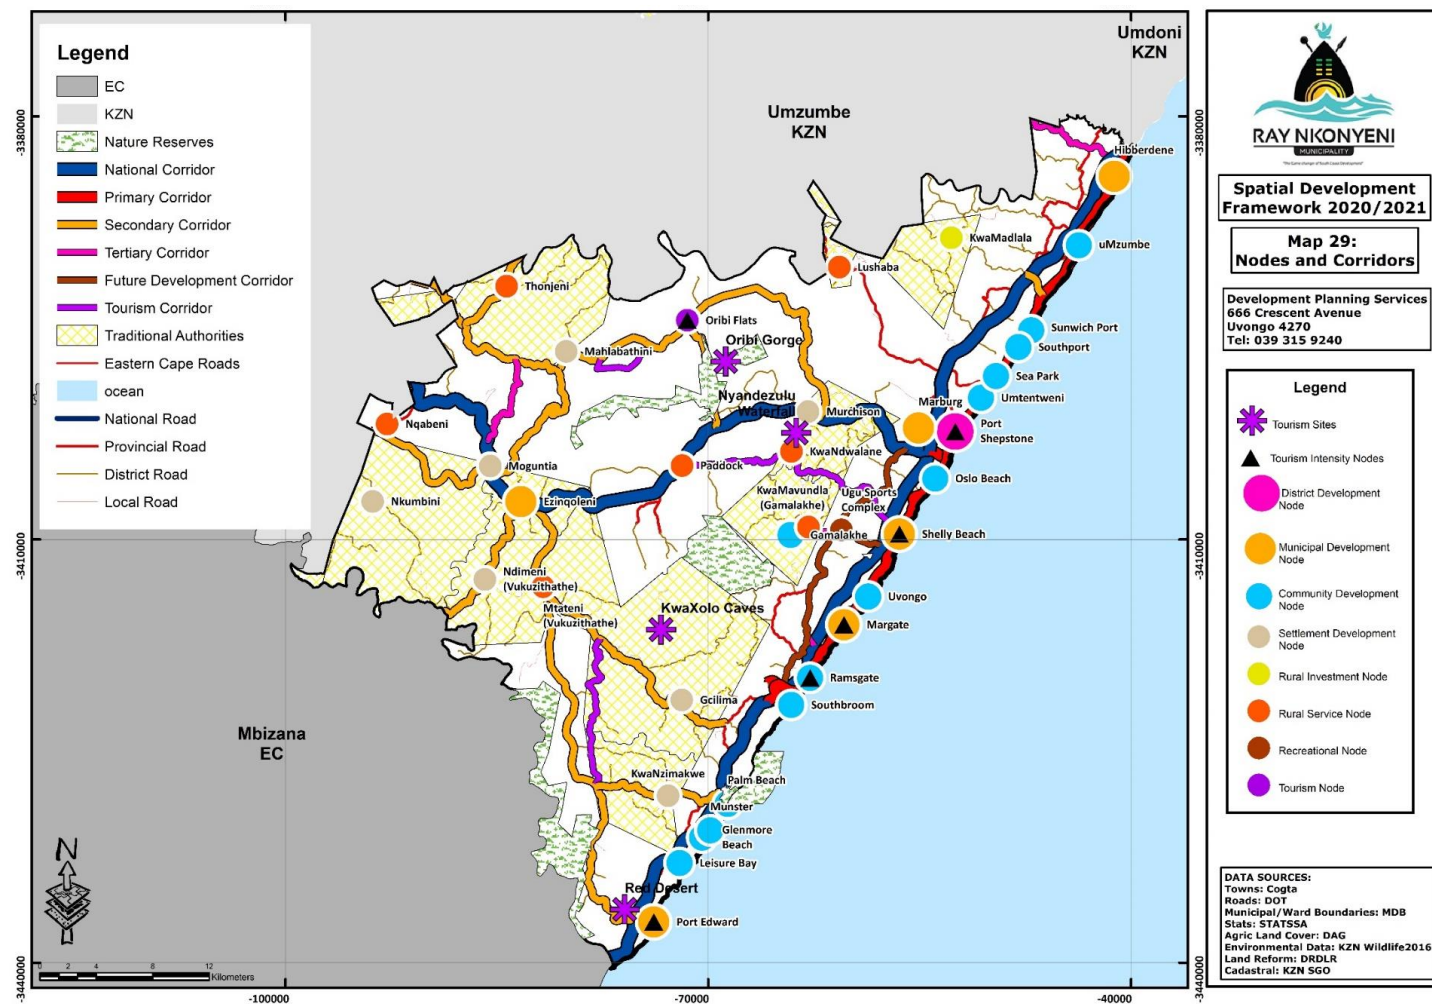 Legend
EC
KZN
Nature Reserves
National Corridor
Primary Corridor
Secondary Corridor
Tertiary Corridor
Future Development Corridor
Tourism Corridor
Traditional Authorities
Eastern Cape Roads
ocean
National Road
Provincial Road
District Road
Local Road
Umdoni
KZN
Umzumbe
KZN
Mbizana
EC
Hibberdene
uMzumbe
KwaMadlala
Lushaba
Thonjeni
Oribi Flats
Oribi Gorge
Mahlabathini
Sunwich Port
Southport
Sea Park
Umtentweni
Marburg
Port
Shepstone
Nyandezulu
Waterfall
Murchison
Nqabeni
KwaNdwalane
Paddock
Moguntia
Oslo Beach
Nkumbini
Ezinqoleni
KwaMavundla
(Gamalakhe)
Ugu Sports
Complex
Gamalakhe
Shelly Beach
Ndimeni
(Vukuzithathe)
Mtateni
(Vukuzithathe)
KwaXolo Caves
Uvongo
Margate
Ramsgate
Southbroom
Gcilima
KwaNzimakwe
Palm Beach
Munster
Glenmore
Beach
Leisure Bay
Red Desert
Port Edward
N
0 2 4 8 12
Kilometers
-100000
-70000
-40000
-3380000
-3410000
-3440000
-3380000
-3410000
-3440000
RAY NKONYENI
MUNICIPALITY
Spatial Development
Framework 2020/2021
Map 29:
Nodes and Corridors
Development Planning Services
666 Crescent Avenue
Uvongo 4270
Tel: 039 315 9240
Legend
Tourism Sites
Tourism Intensity Nodes
District Development
Node
Municipal Development
Node
Community Development
Node
Settlement Development
Node
Rural Investment Node
Rural Service Node
Recreational Node
Tourism Node
DATA SOURCES:
Towns: Cogta
Roads: DOT
Municipal/Ward Boundaries: MDB
Stats: STATSSA
Agric Land Cover: DAG
Environmental Data: KZN Wildlife2016
Land Reform: DRDLR
Cadastral: KZN SGO